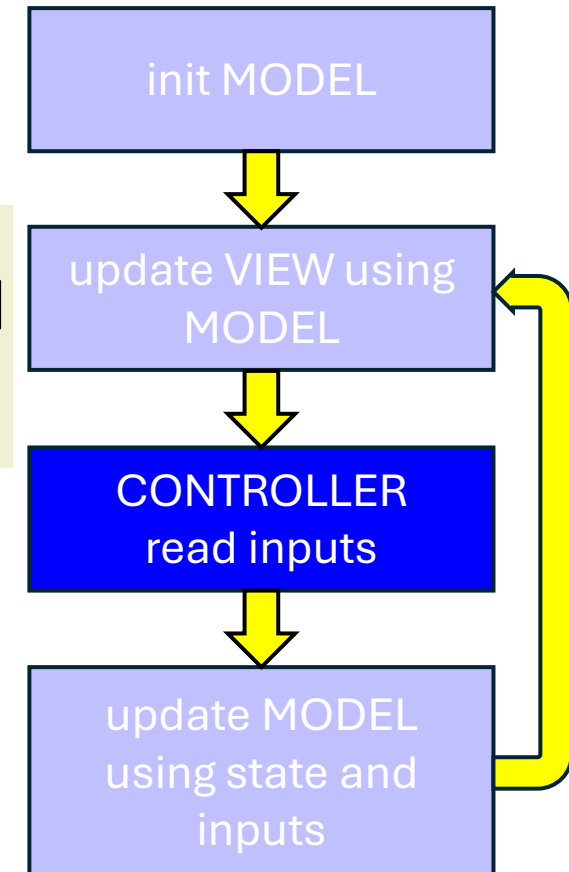 init MODEL
update VIEW using
MODEL
CONTROLLER
read inputs
update MODEL
using state and
inputs